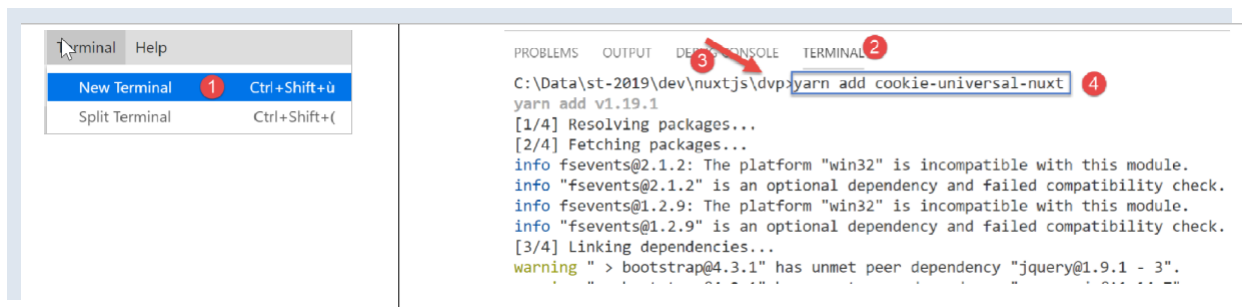 Terminal Help
New Terminal 1 Ctrl+Shift+ù
Split Terminal Ctrl+Shift+(
PROBLEMS OUTPUT DEBUG CONSOLE TERMINAL 2
3
C:\Data\st-2019\dev\nuxtjs\dvp>yarn add cookie-universal-nuxt 4
yarn add v1.19.1
[1/4] Resolving packages...
[2/4] Fetching packages...
info fsevents@2.1.2: The platform "win32" is incompatible with this module.
info "fsevents@2.1.2" is an optional dependency and failed compatibility check.
info fsevents@1.2.9: The platform "win32" is incompatible with this module.
info "fsevents@1.2.9" is an optional dependency and failed compatibility check.
[3/4] Linking dependencies...
warning " > bootstrap@4.3.1" has unmet peer dependency "jquery@1.9.1 - 3".